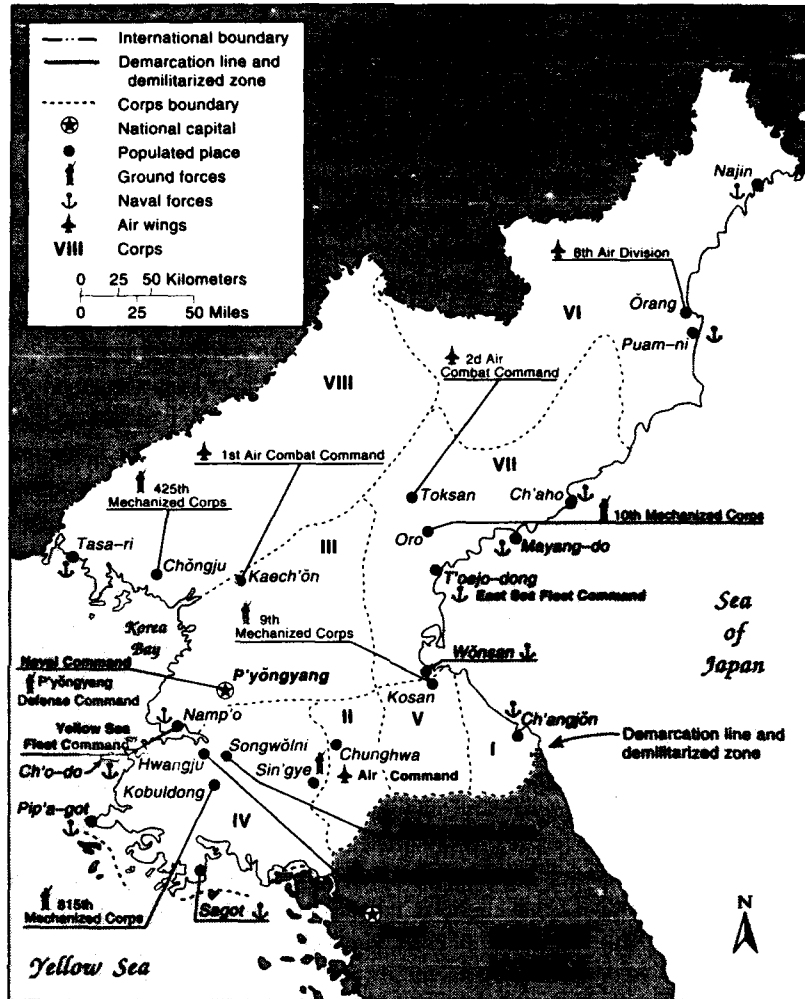 International boundary
Demarcation line and
demilitarized zone
Corps boundary
National capital
Populated place
Ground forces
Naval forces
Air wings
VIII Corps
0 25 50 Kilometers
0 25 50 Miles
Najin
8th Air Division
Ŏrang
VI
Puam-ni
2d Air
Combat Command
VIII
1st Air Combat Command
VII
425th
Mechanized Corps
Toksan
Ch'aho
10th Mechanized Corps
Tasa-ri
III
Oro
Mayang-do
Chŏngju
Kaech'ŏn
T'oejo-dong
East Sea Fleet Command
9th
Mechanized Corps
Korea
Bay
Sea
of
Japan
Naval Command
P'yŏngyang
Defense Command
P'yŏngyang
Wŏnsan
Kosan
Yellow Sea
Fleet Command
Namp'o
II
V
I
Ch'angjŏn
Demarcation line and
demilitarized zone
Ch'o-do
Hwangju
Songwŏlni
Sin'gye
Chunghwa
Air Command
Kobuldong
Pip'a-got
IV
815th
Mechanized Corps
Sagot
N
Yellow Sea